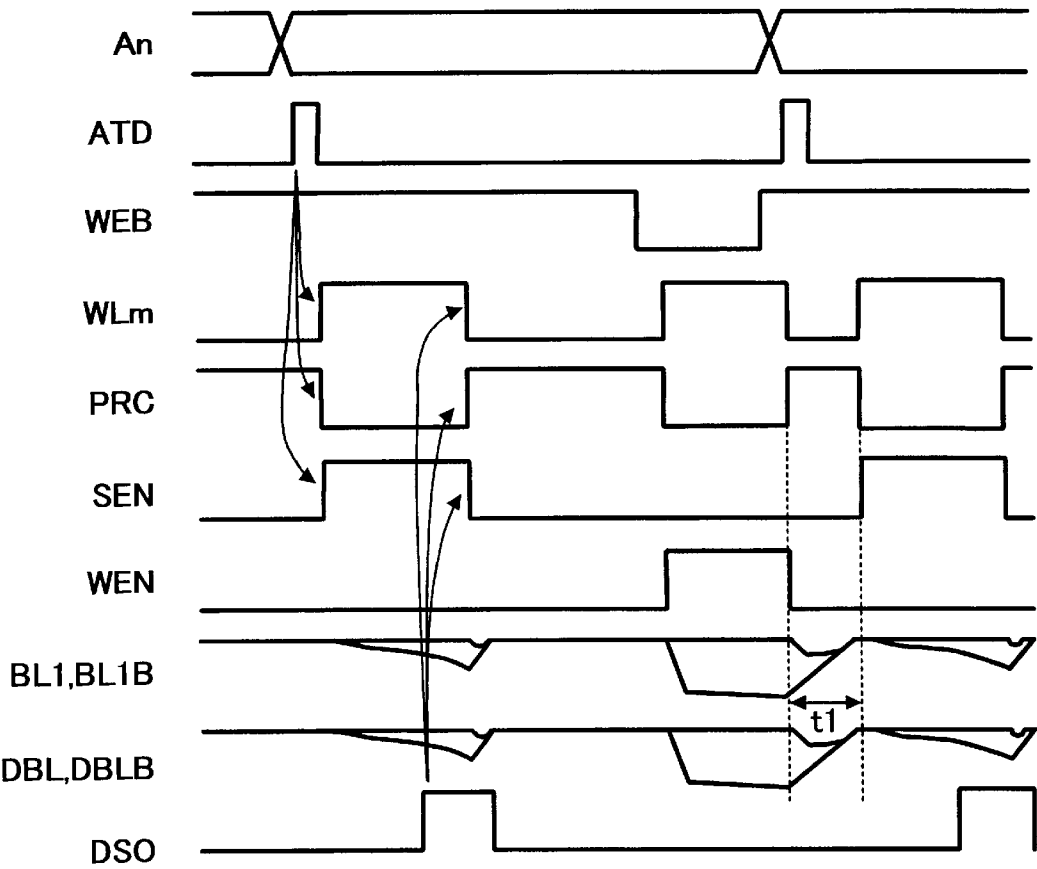 An
ATD
WEB
WLm
PRC
SEN
WEN
BL1,BL1B
t1
DBL,DBLB
DSO